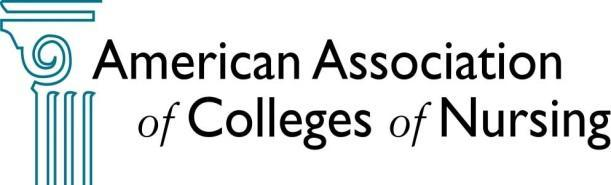 American Association
of Colleges of Nursing